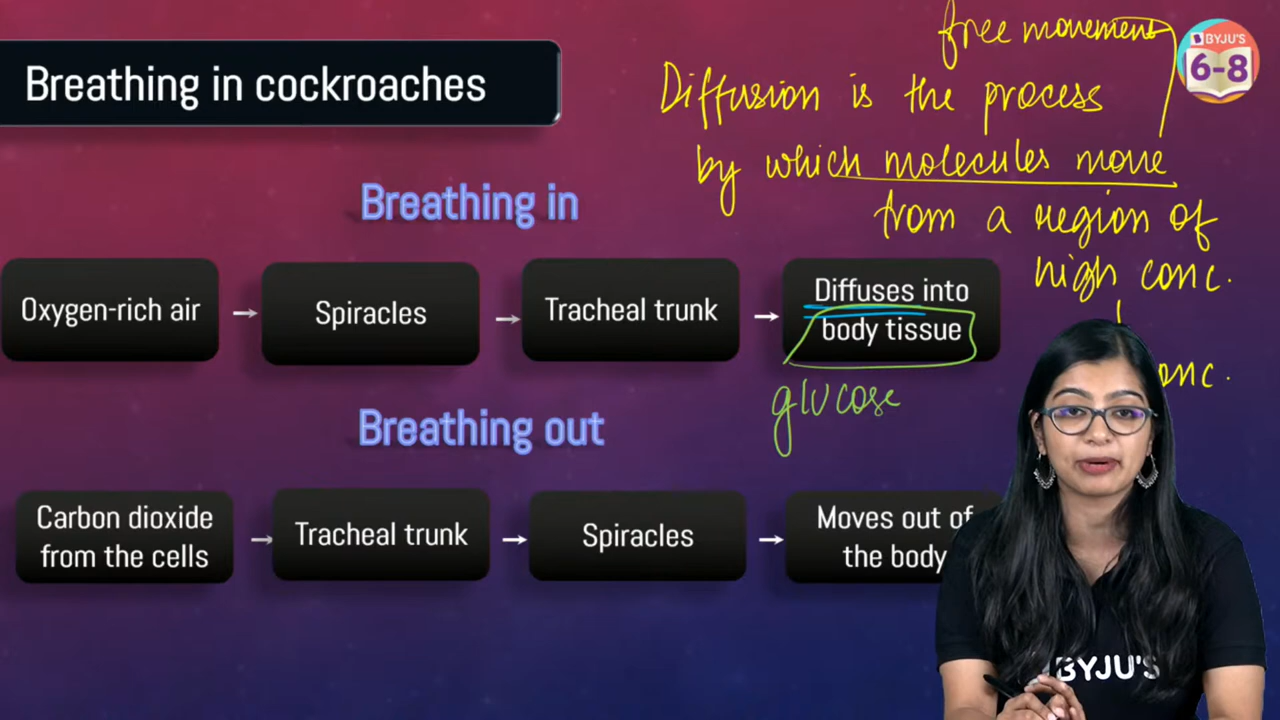 Breathing in cockroaches
free movement
BYJU'S
6-8
Diffusion is the process
by which molecules move
from a region of
high conc.
conc.
Breathing in
Oxygen-rich air → Spiracles → Tracheal trunk → Diffuses into
body tissue
glucose
Breathing out
Carbon dioxide
from the cells → Tracheal trunk → Spiracles → Moves out of
the body
BYJU'S